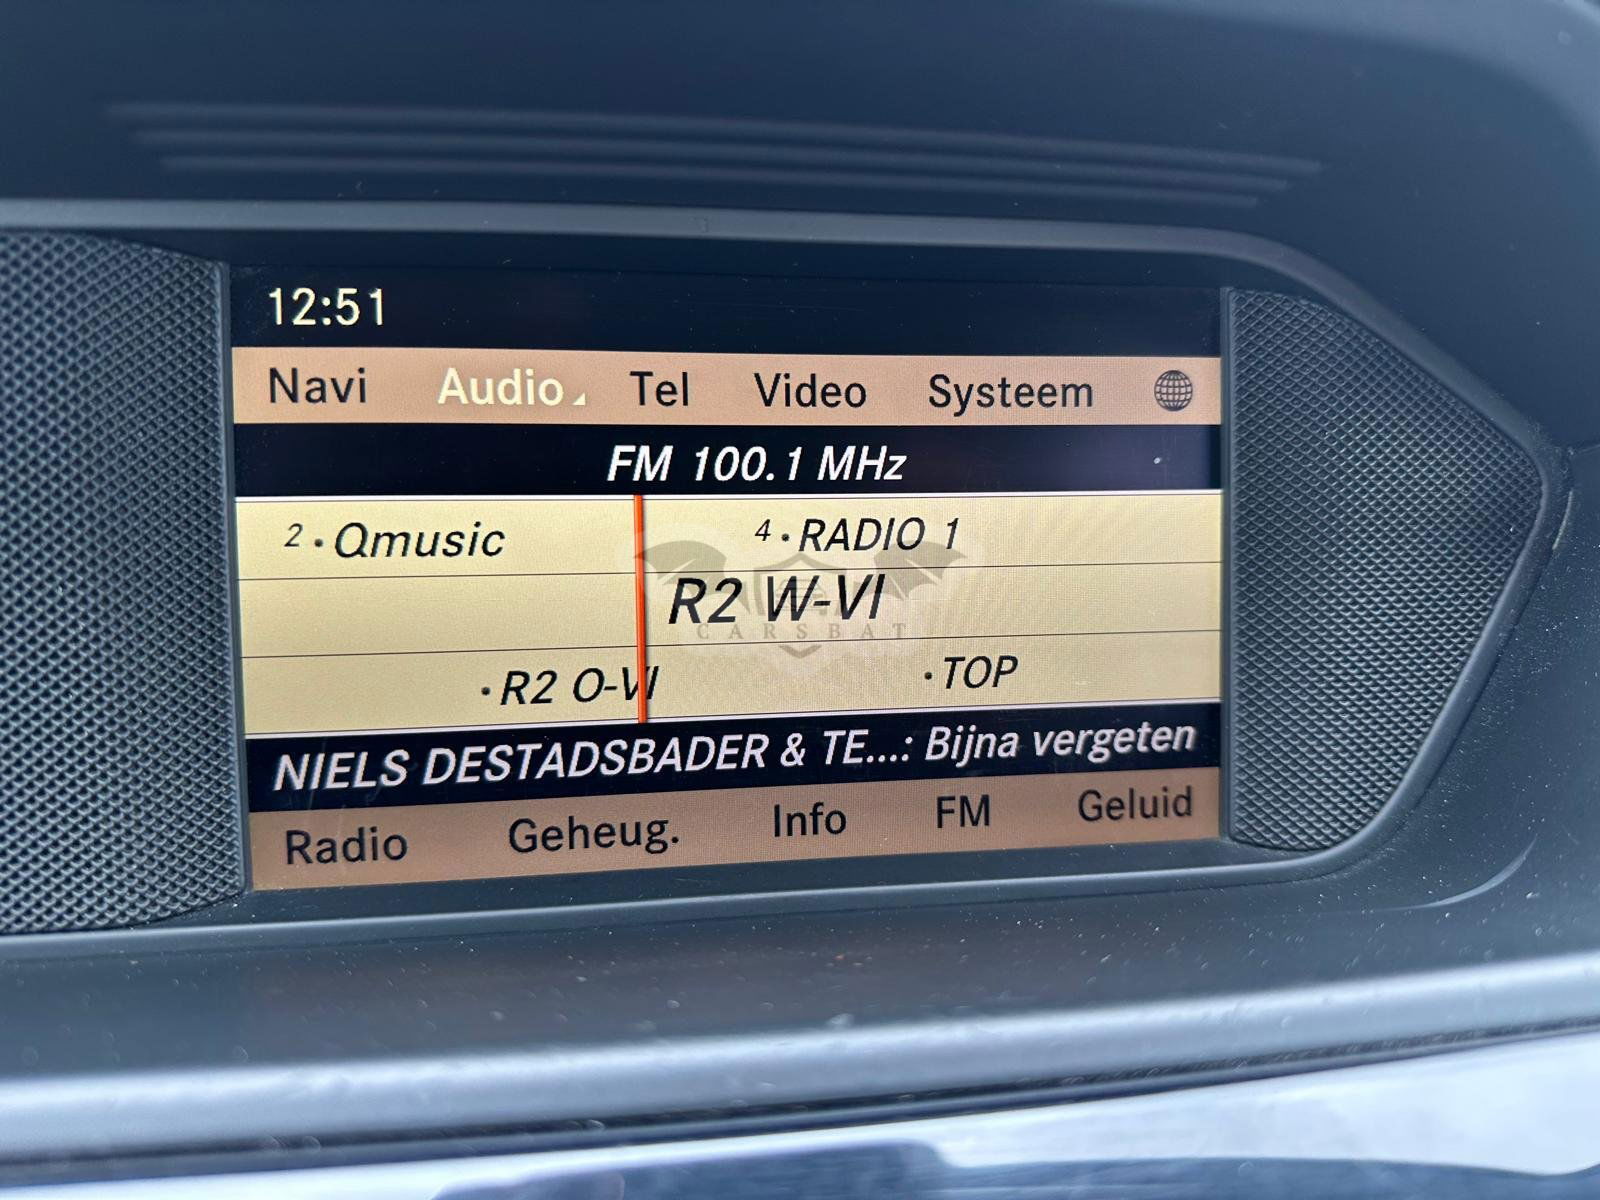 12:51
Navi Audio Tel Video Systeem
FM 100.1 MHz
2 · Qmusic 4 · RADIO 1
R2 W-VI
CARSBAT
· R2 O-VI · TOP
NIELS DESTADSBADER & TE...: Bijna vergeten
Radio Geheug. Info FM Geluid